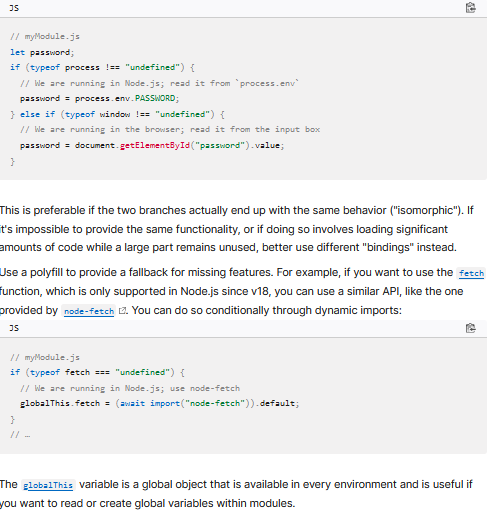 JS
// myModule.js
let password;
if (typeof process !== "undefined") {
  // We are running in Node.js; read it from `process.env`
  password = process.env.PASSWORD;
} else if (typeof window !== "undefined") {
  // We are running in the browser; read it from the input box
  password = document.getElementById("password").value;
}
This is preferable if the two branches actually end up with the same behavior ("isomorphic"). If
it's impossible to provide the same functionality, or if doing so involves loading significant
amounts of code while a large part remains unused, better use different "bindings" instead.
Use a polyfill to provide a fallback for missing features. For example, if you want to use the fetch
function, which is only supported in Node.js since v18, you can use a similar API, like the one
provided by node-fetch. You can do so conditionally through dynamic imports:
JS
// myModule.js
if (typeof fetch === "undefined") {
  // We are running in Node.js; use node-fetch
  globalThis.fetch = (await import("node-fetch")).default;
}
// …
The globalThis variable is a global object that is available in every environment and is useful if
you want to read or create global variables within modules.